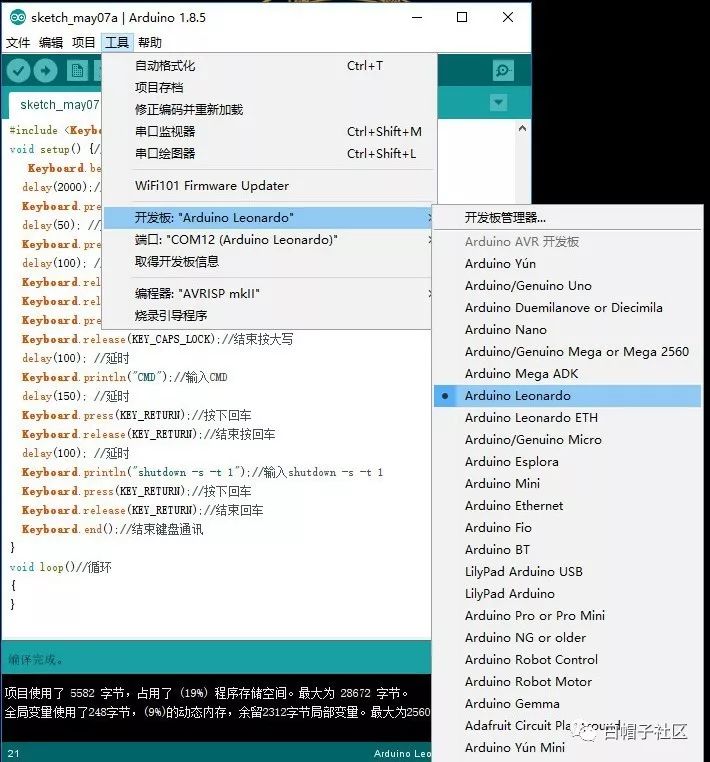 sketch_may07a | Arduino 1.8.5
文件 编辑 项目 工具 帮助
自动格式化 Ctrl+T
项目存档
修正编码并重新加载
串口监视器 Ctrl+Shift+M
串口绘图器 Ctrl+Shift+L
WiFi101 Firmware Updater
开发板: "Arduino Leonardo"
端口: "COM12 (Arduino Leonardo)"
取得开发板信息
编程器: "AVRISP mkII"
烧录引导程序
开发板管理器...
Arduino AVR 开发板
Arduino Yún
Arduino/Genuino Uno
Arduino Duemilanove or Diecimila
Arduino Nano
Arduino/Genuino Mega or Mega 2560
Arduino Mega ADK
Arduino Leonardo
Arduino Leonardo ETH
Arduino/Genuino Micro
Arduino Esplora
Arduino Mini
Arduino Ethernet
Arduino Fio
Arduino BT
LilyPad Arduino USB
LilyPad Arduino
Arduino Pro or Pro Mini
Arduino NG or older
Arduino Robot Control
Arduino Robot Motor
Arduino Gemma
Adafruit Circuit Playground
Arduino Yún Mini
sketch_may07
#include <Keyb
void setup() {//
Keyboard.be
delay(2000);//
Keyboard.pre
delay(50); //
Keyboard.pre
delay(100); //
Keyboard.rel
Keyboard.rel
Keyboard.pre
Keyboard.release(KEY_CAPS_LOCK);//结束按大写
delay(100); //延时
Keyboard.println("CMD");//输入CMD
delay(150); //延时
Keyboard.press(KEY_RETURN);//按下回车
Keyboard.release(KEY_RETURN);//结束按回车
delay(100); //延时
Keyboard.println("shutdown -s -t 1");//输入shutdown -s -t 1
Keyboard.press(KEY_RETURN);//按下回车
Keyboard.release(KEY_RETURN);//结束回车
Keyboard.end();//结束键盘通讯
}
void loop()//循环
{
}
编译完成。
项目使用了 5582 字节，占用了 (19%) 程序存储空间。最大为 28672 字节。
全局变量使用了248字节，(9%)的动态内存，余留2312字节局部变量。最大为2560
21 Arduino Leo
白帽子社区